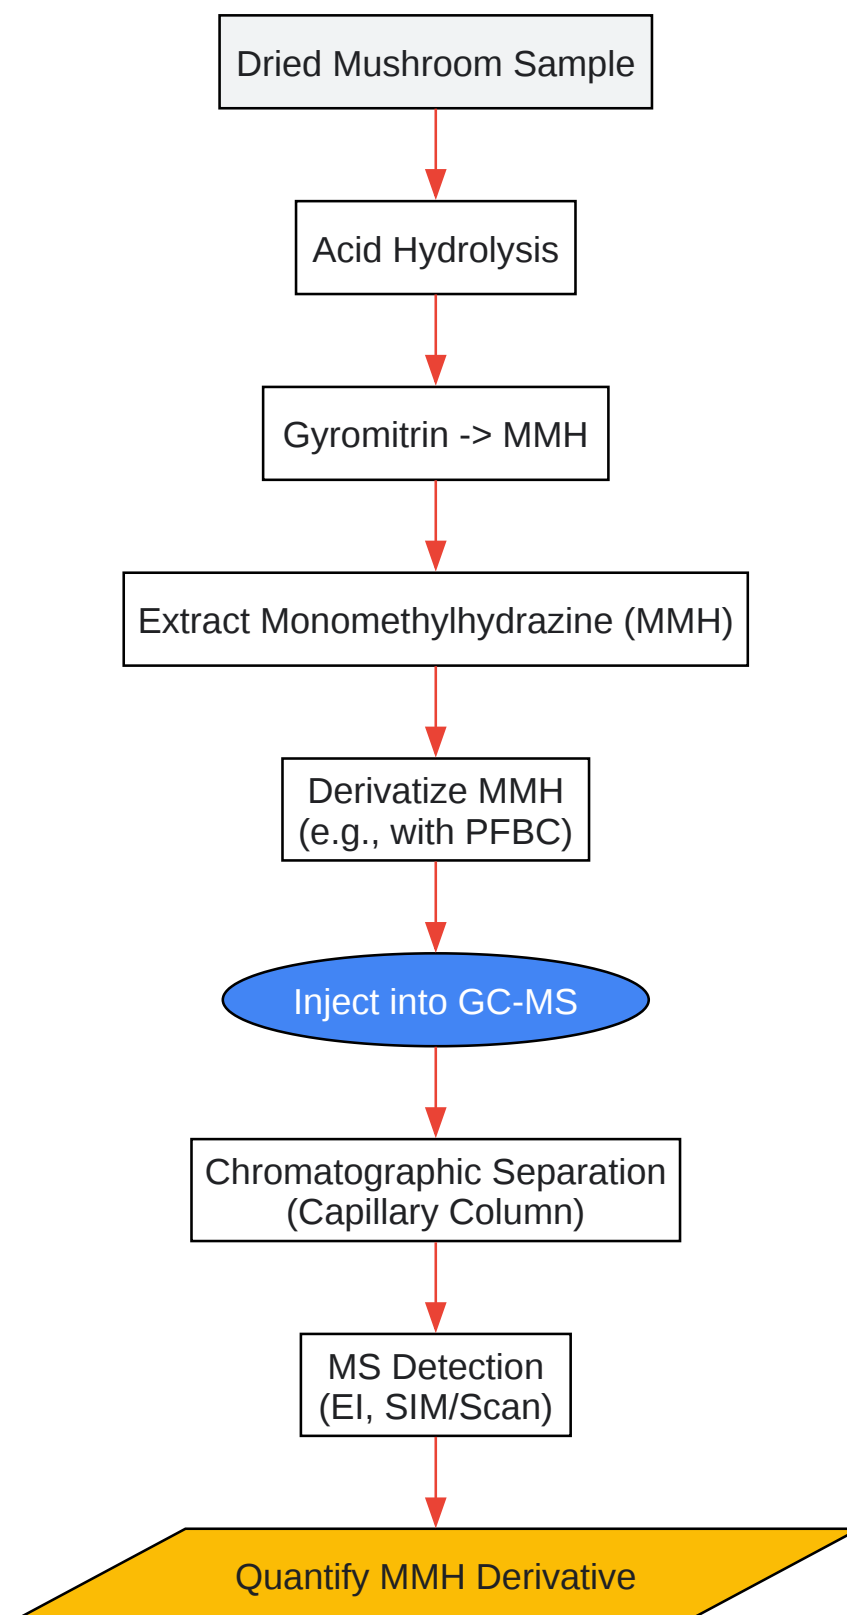 Dried Mushroom Sample
Acid Hydrolysis
Gyromitrin -> MMH
Extract Monomethylhydrazine (MMH)
Derivatize MMH
(e.g., with PFBC)
Inject into GC-MS
Chromatographic Separation
(Capillary Column)
MS Detection
(EI, SIM/Scan)
Quantify MMH Derivative